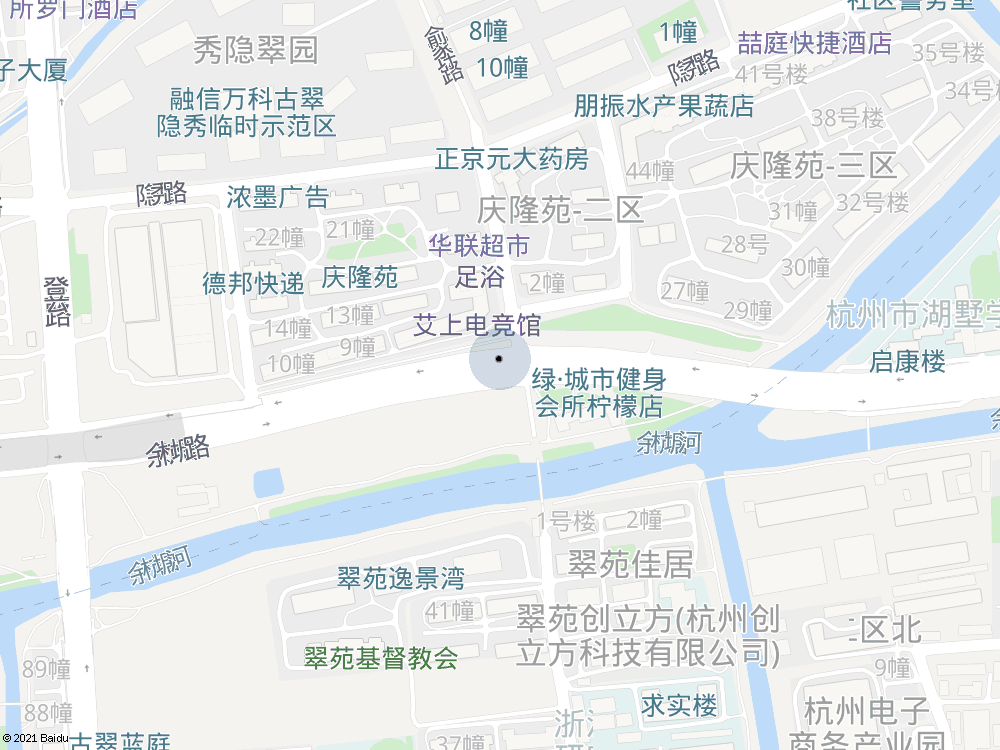 所罗门酒店
社区警务室
8幢
1幢
喆庭快捷酒店
俞家路
秀隐翠园
35号楼
隐秀路
子大厦
10幢
41号楼
34号楼
融信万科古翠
隐秀临时示范区
朋振水产果蔬店
38号楼
正京元大药房
44幢
庆隆苑-三区
隐秀路
浓墨广告
庆隆苑-二区
32号楼
31幢
21幢
22幢
华联超市
28号
足浴
30幢
德邦快递
庆隆苑
2幢
27幢
登云路
29幢
杭州市湖墅学
13幢
艾上电竞馆
14幢
9幢
10幢
启康楼
绿·城市健身
会所柠檬店
余杭塘路
余杭塘河
余
1号楼
2幢
余杭塘河
翠苑佳居
翠苑逸景湾
41幢
翠苑创立方(杭州创
立方科技有限公司)
二区北
翠苑基督教会
89幢
9幢
求实楼
88幢
杭州电子
商务产业园
浙江
37幢
古翠蓝庭
© 2021 Baidu